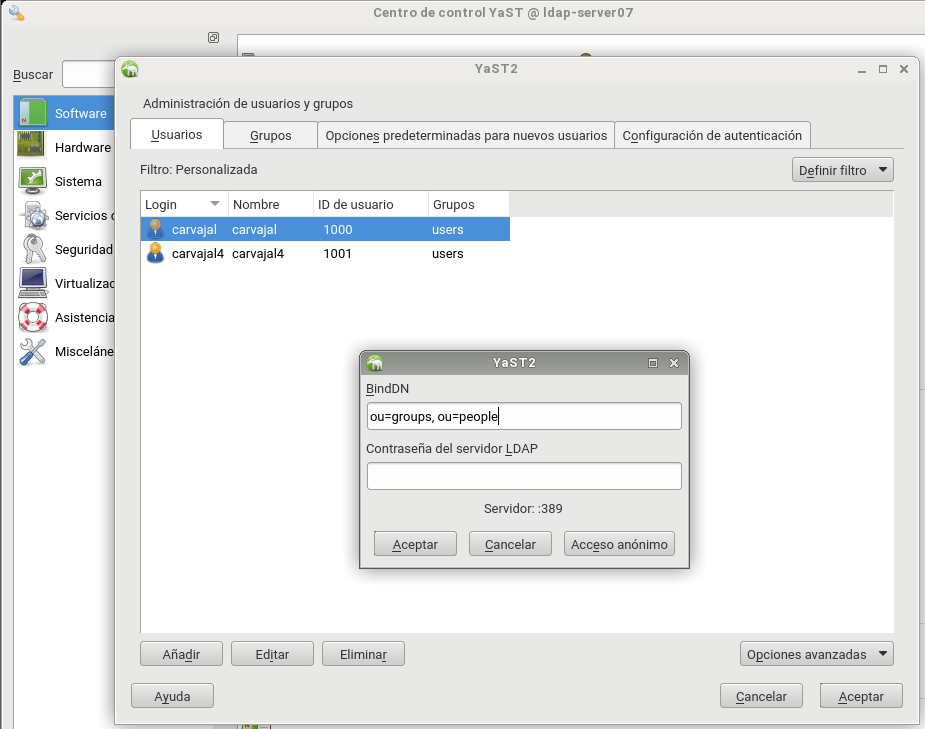 Centro de control YaST @ ldap-server07
Buscar
Software
Hardware
Sistema
Servicios
Seguridad
Virtualizac
Asistencia
Misceláne
YaST2
Administración de usuarios y grupos
Usuarios Grupos Opciones predeterminadas para nuevos usuarios Configuración de autenticación
Filtro: Personalizada Definir filtro
Login Nombre ID de usuario Grupos
carvajal carvajal 1000 users
carvajal4 carvajal4 1001 users
YaST2
BindDN
ou=groups, ou=people
Contraseña del servidor LDAP
Servidor: :389
Aceptar Cancelar Acceso anónimo
Añadir Editar Eliminar Opciones avanzadas
Ayuda Cancelar Aceptar